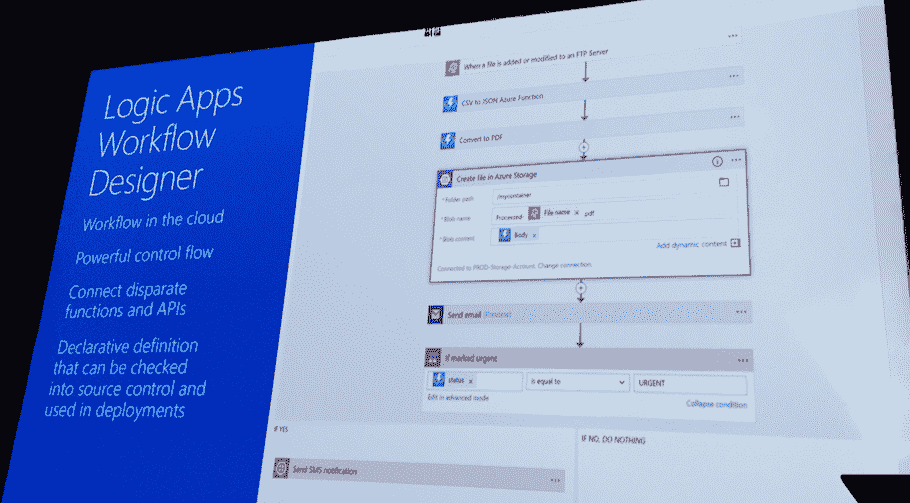 Logic Apps
Workflow
Designer
Workflow in the cloud
Powerful control flow
Connect disparate
functions and APIs
Declarative definition
that can be checked
into source control and
used in deployments
When a file is added or modified to an FTP Server
CSV to JSON Azure Function
Convert to PDF
Create file in Azure Storage
* Folder path
/mycontainer
* Blob name
Processed- File name x .pdf
* Blob content
Body x
Add dynamic content
Connected to PROD-Storage-Account. Change connection.
Send email (Preview)
If marked urgent
status x
is equal to
URGENT
Edit in advanced mode
Collapse condition
IF YES
IF NO, DO NOTHING
Send SMS notification